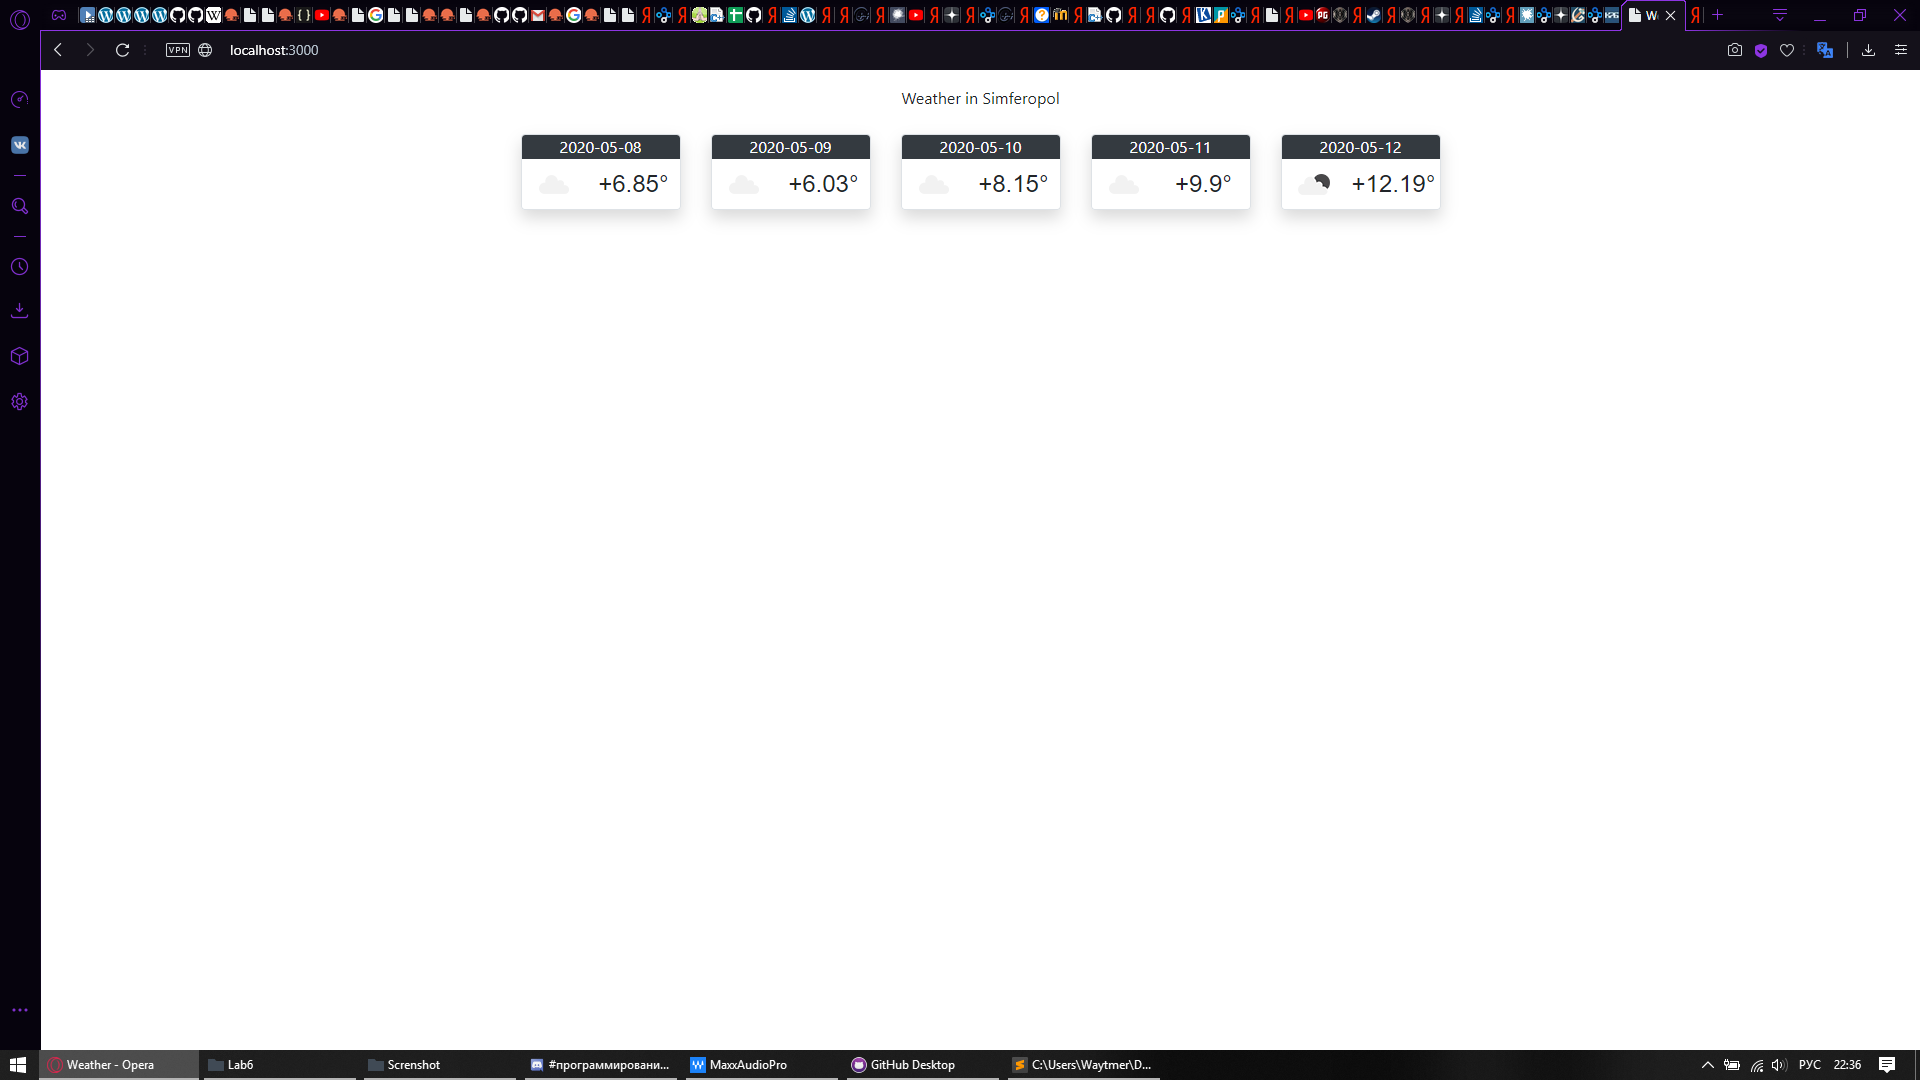 W
VPN
localhost:3000
Weather in Simferopol
2020-05-08
+6.85°
2020-05-09
+6.03°
2020-05-10
+8.15°
2020-05-11
+9.9°
2020-05-12
+12.19°
Weather - Opera
Lab6
Screnshot
#программировани...
MaxxAudioPro
GitHub Desktop
C:\Users\Waytmer\D...
РУС
22:36